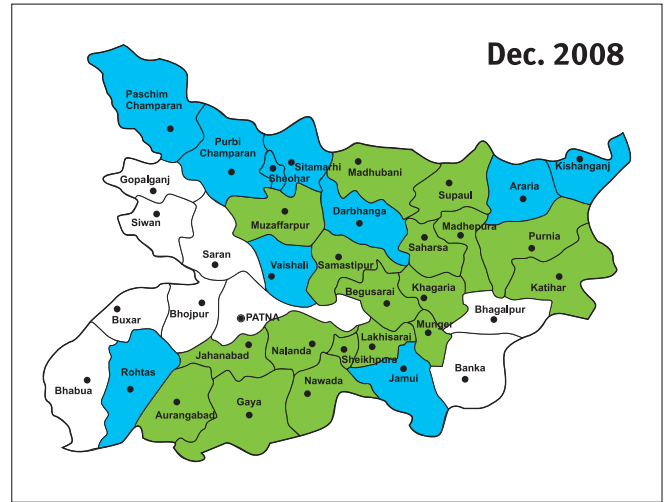 Dec. 2008
Paschim
Champaran
Purbi
Champaran
Sheohar
Sitamarhi
Madhubani
Kishanganj
Araria
Supaul
Gopalganj
Siwan
Muzaffarpur
Darbhanga
Madhepura
Saharsa
Purnia
Saran
Vaishali
Samastipur
Katihar
Begusarai
Khagaria
Bhagalpur
Buxar
Bhojpur
PATNA
Munger
Lakhisarai
Jahanabad
Nalanda
Sheikhpura
Banka
Bhabua
Rohtas
Jamui
Nawada
Aurangabad
Gaya